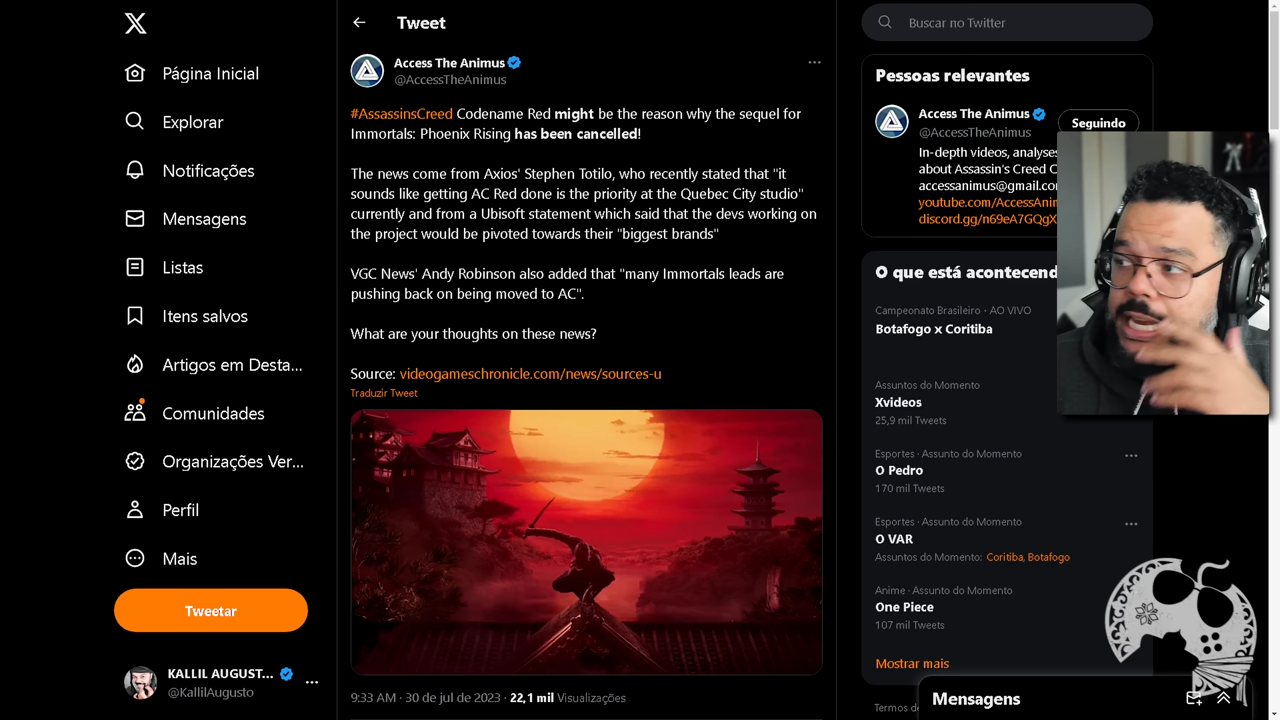 Página Inicial
Explorar
Notificações
Mensagens
Listas
Itens salvos
Artigos em Desta...
Comunidades
Organizações Ver...
Perfil
Mais
Tweetar
KALLIL AUGUST...
@KallilAugusto
Tweet
Access The Animus
@AccessTheAnimus
#AssassinsCreed Codename Red might be the reason why the sequel for
Immortals: Phoenix Rising has been cancelled!
The news come from Axios' Stephen Totilo, who recently stated that "it
sounds like getting AC Red done is the priority at the Quebec City studio"
currently and from a Ubisoft statement which said that the devs working on
the project would be pivoted towards their "biggest brands"
VGC News' Andy Robinson also added that "many Immortals leads are
pushing back on being moved to AC".
What are your thoughts on these news?
Source: videogameschronicle.com/news/sources-u
Traduzir Tweet
9:33 AM · 30 de jul de 2023 · 22,1 mil Visualizações
Buscar no Twitter
Pessoas relevantes
Access The Animus
@AccessTheAnimus
Seguindo
In-depth videos, analyses
about Assassin's Creed C
accessanimus@gmail.co
youtube.com/AccessAni
discord.gg/n69eA7GQgX
O que está acontecend
Campeonato Brasileiro · AO VIVO
Botafogo x Coritiba
Assuntos do Momento
Xvideos
25,9 mil Tweets
Esportes · Assunto do Momento
O Pedro
170 mil Tweets
Esportes · Assunto do Momento
O VAR
Assuntos do Momento: Coritiba, Botafogo
Anime · Assunto do Momento
One Piece
107 mil Tweets
Mostrar mais
Termos d
Mensagens